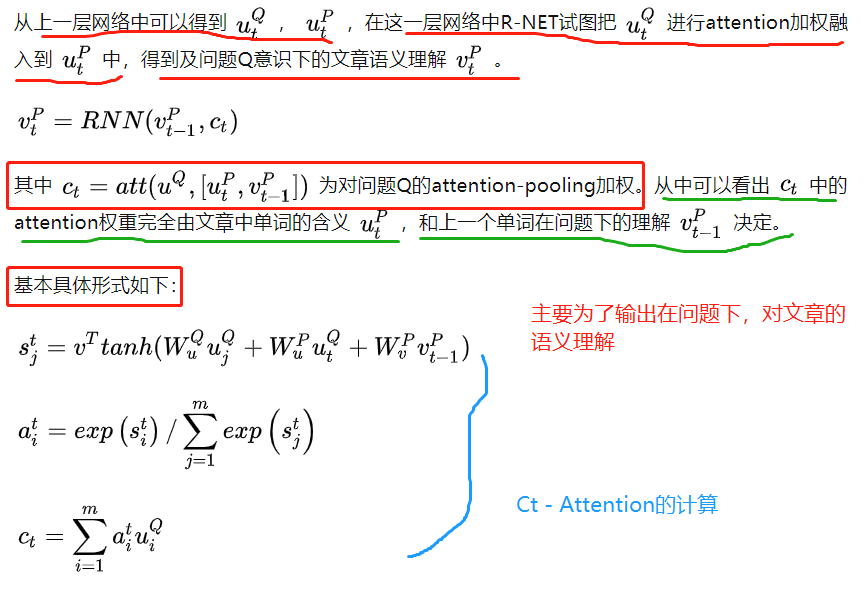 从上一层网络中可以得到 u_t^Q ， u_t^P ，在这一层网络中R-NET试图把 u_t^Q 进行attention加权融
入到 u_t^P 中，得到及问题Q意识下的文章语义理解 v_t^P 。
v_t^P = RNN(v_{t-1}^P, c_t)
其中 c_t = att(u^Q, [u_t^P, v_{t-1}^P]) 为对问题Q的attention-pooling加权。从中可以看出 c_t 中的
attention权重完全由文章中单词的含义 u_t^P ，和上一个单词在问题下的理解 v_{t-1}^P 决定。
基本具体形式如下：
主要为了输出在问题下，对文章的
语义理解
s_j^t = v^T tanh(W_u^Q u_j^Q + W_u^P u_t^Q + W_v^P v_{t-1}^P)
a_i^t = exp(s_i^t) / \sum_{j=1}^m exp(s_j^t)
Ct - Attention的计算
c_t = \sum_{i=1}^m a_i^t u_i^Q